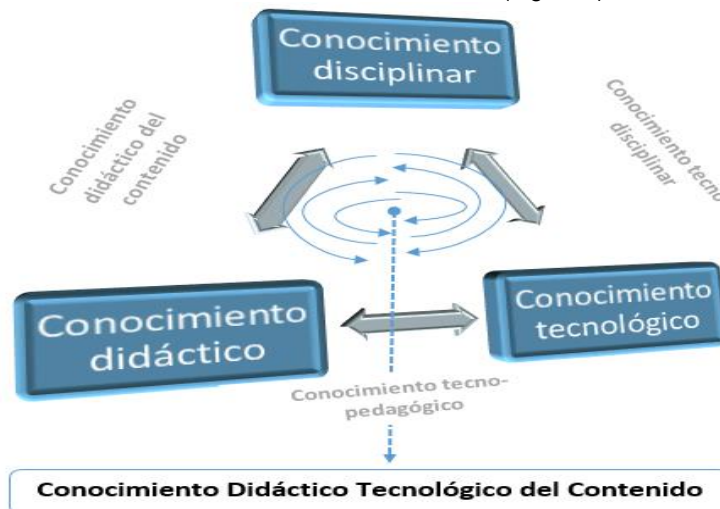 Conocimiento
disciplinar
Conocimiento
didáctico del
contenido
Conocimiento tecno
disciplinar
Conocimiento
didáctico
Conocimiento
tecnológico
Conocimiento tecno-
pedagógico
Conocimiento Didáctico Tecnológico del Contenido